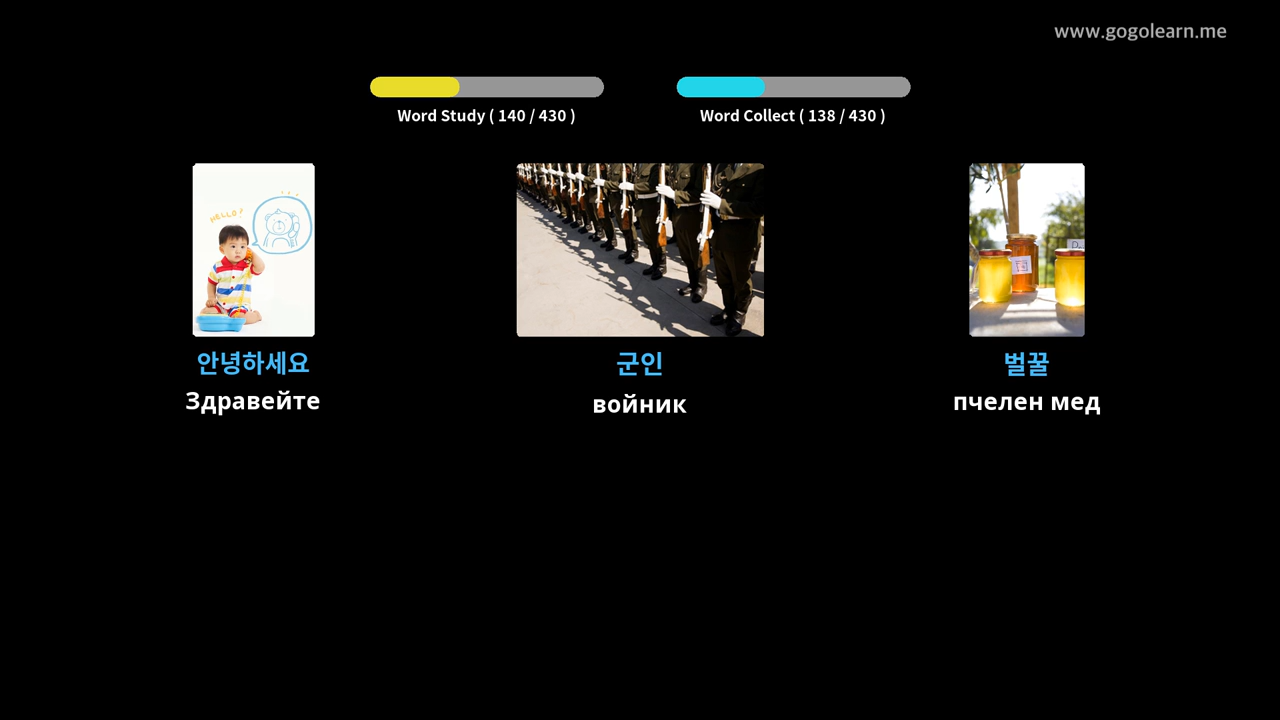 www.gogolearn.me
Word Study ( 140 / 430 )
Word Collect ( 138 / 430 )
HELLO?
안녕하세요
군인
벌꿀
Здравейте
войник
пчелен мед